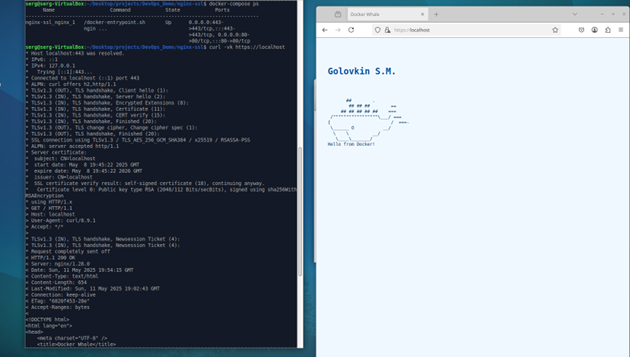 serg@serg-VirtualBox:~/Desktop/projects/DevOps_Demo/nginx-ssl$ docker-compose ps
Name Command State Ports
nginx-ssl_nginx_1 /docker-entrypoint.sh Up 0.0.0.0:443-
nginx ... >443/tcp,:::443-
>443/tcp, 0.0.0.0:80-
>80/tcp,:::80->80/tcp
serg@serg-VirtualBox:~/Desktop/projects/DevOps_Demo/nginx-ssl$ curl -vk https://localhost
* Host localhost:443 was resolved.
* IPv6: ::1
* IPv4: 127.0.0.1
* Trying [::1]:443...
* Connected to localhost (::1) port 443
* ALPN: curl offers h2,http/1.1
* TLSv1.3 (OUT), TLS handshake, Client hello (1):
* TLSv1.3 (IN), TLS handshake, Server hello (2):
* TLSv1.3 (IN), TLS handshake, Encrypted Extensions (8):
* TLSv1.3 (IN), TLS handshake, Certificate (11):
* TLSv1.3 (IN), TLS handshake, CERT verify (15):
* TLSv1.3 (IN), TLS handshake, Finished (20):
* TLSv1.3 (OUT), TLS change cipher, Change cipher spec (1):
* TLSv1.3 (OUT), TLS handshake, Finished (20):
* SSL connection using TLSv1.3 / TLS_AES_256_GCM_SHA384 / x25519 / RSASSA-PSS
* ALPN: server accepted http/1.1
* Server certificate:
* subject: CN=localhost
* start date: May 8 19:45:22 2025 GMT
* expire date: May 8 19:45:22 2026 GMT
* issuer: CN=localhost
* SSL certificate verify result: self-signed certificate (18), continuing anyway.
* Certificate level 0: Public key type RSA (2048/112 Bits/secBits), signed using sha256With
RSAEncryption
* using HTTP/1.x
> GET / HTTP/1.1
> Host: localhost
> User-Agent: curl/8.9.1
> Accept: */*
>
* TLSv1.3 (IN), TLS handshake, Newsession Ticket (4):
* TLSv1.3 (IN), TLS handshake, Newsession Ticket (4):
* Request completely sent off
< HTTP/1.1 200 OK
< Server: nginx/1.28.0
< Date: Sun, 11 May 2025 19:54:15 GMT
< Content-Type: text/html
< Content-Length: 654
< Last-Modified: Sun, 11 May 2025 19:02:43 GMT
< Connection: keep-alive
< ETag: "6820f453-28e"
< Accept-Ranges: bytes
<
<!DOCTYPE html>
<html lang="en">
<head>
<meta charset="UTF-8" />
<title>Docker Whale</title>
Docker Whale
https://localhost
Golovkin S.M.
Hello from Docker!